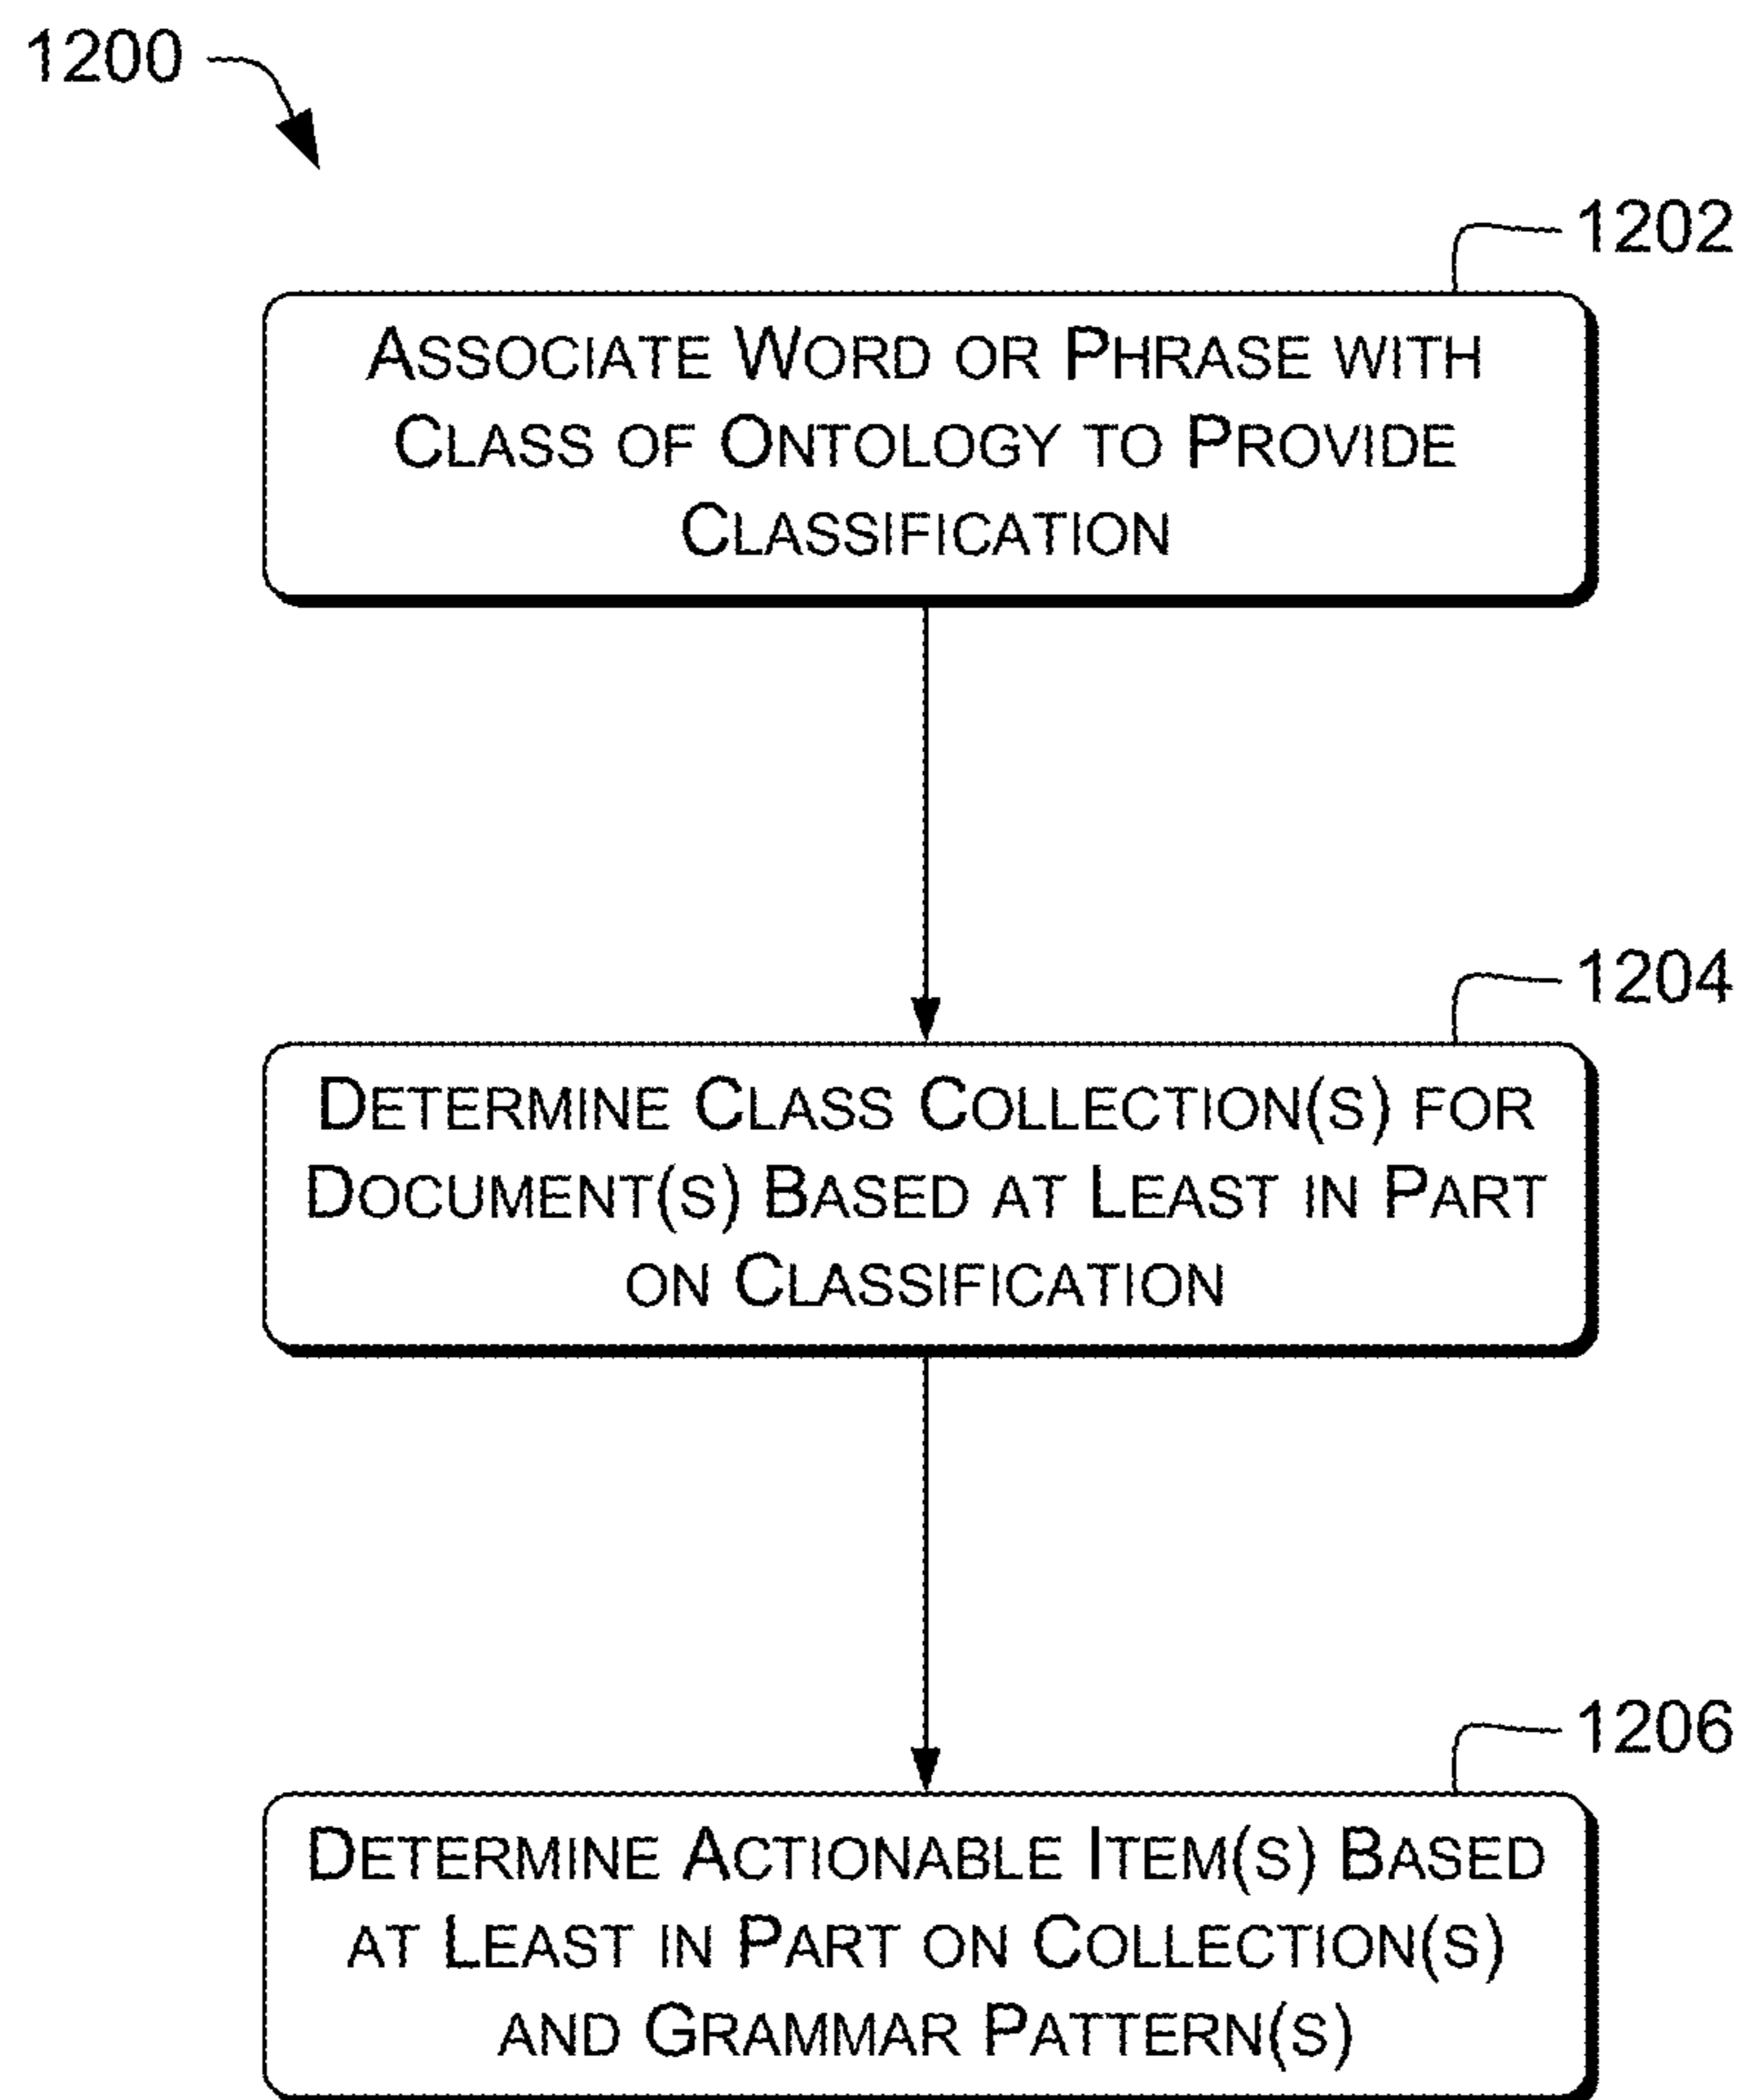 1200
1202
ASSOCIATE WORD OR PHRASE WITH
CLASS OF ONTOLOGY TO PROVIDE
CLASSIFICATION
1204
DETERMINE CLASS COLLECTION(S) FOR
DOCUMENT(S) BASED AT LEAST IN PART
ON CLASSIFICATION
1206
DETERMINE ACTIONABLE ITEM(S) BASED
AT LEAST IN PART ON COLLECTION(S)
AND GRAMMAR PATTERN(S)